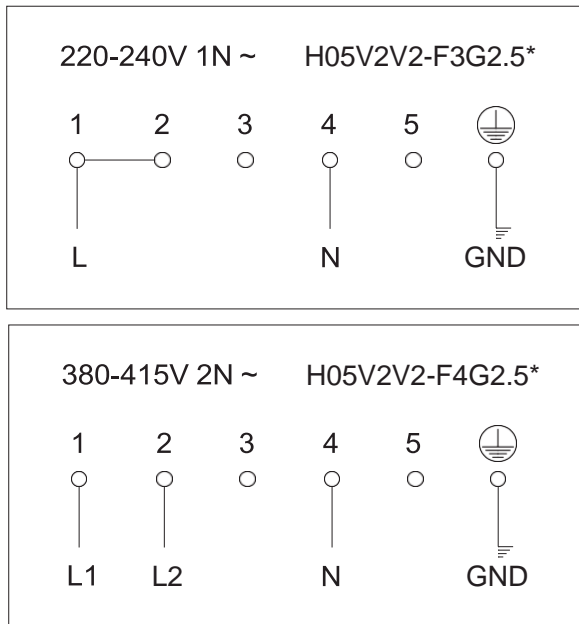 220-240V 1N ~ H05V2V2-F3G2.5*
1 2 3 4 5
L N GND
380-415V 2N ~ H05V2V2-F4G2.5*
1 2 3 4 5
L1 L2 N GND